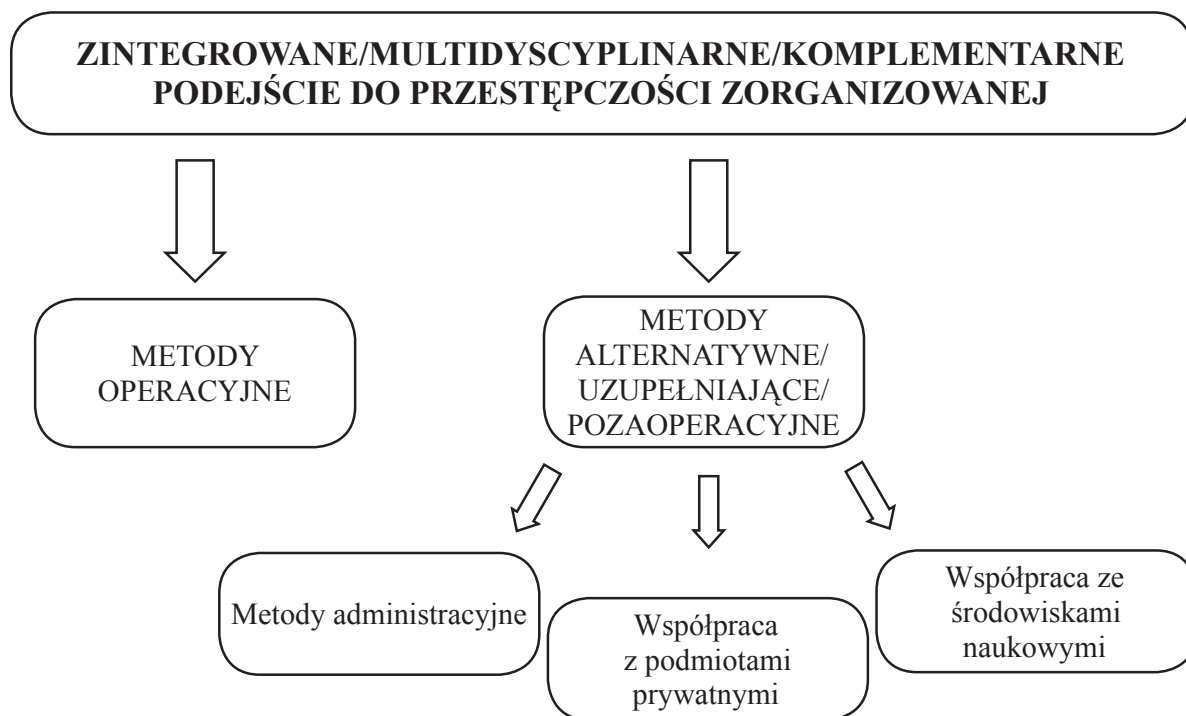 ZINTEGROWANE/MULTIDYSCYPLINARNE/KOMPLEMENTARNE
PODEJŚCIE DO PRZESTĘPCZOŚCI ZORGANIZOWANEJ
METODY
OPERACYJNE
METODY
ALTERNATYWNE/
UZUPEŁNIAJĄCE/
POZAOPERACYJNE
Metody administracyjne
Współpraca
z podmiotami
prywatnymi
Współpraca ze
środowiskami
naukowymi